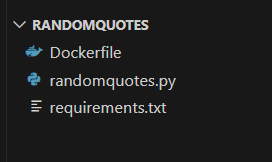 RANDOMQUOTES
Dockerfile
randomquotes.py
requirements.txt